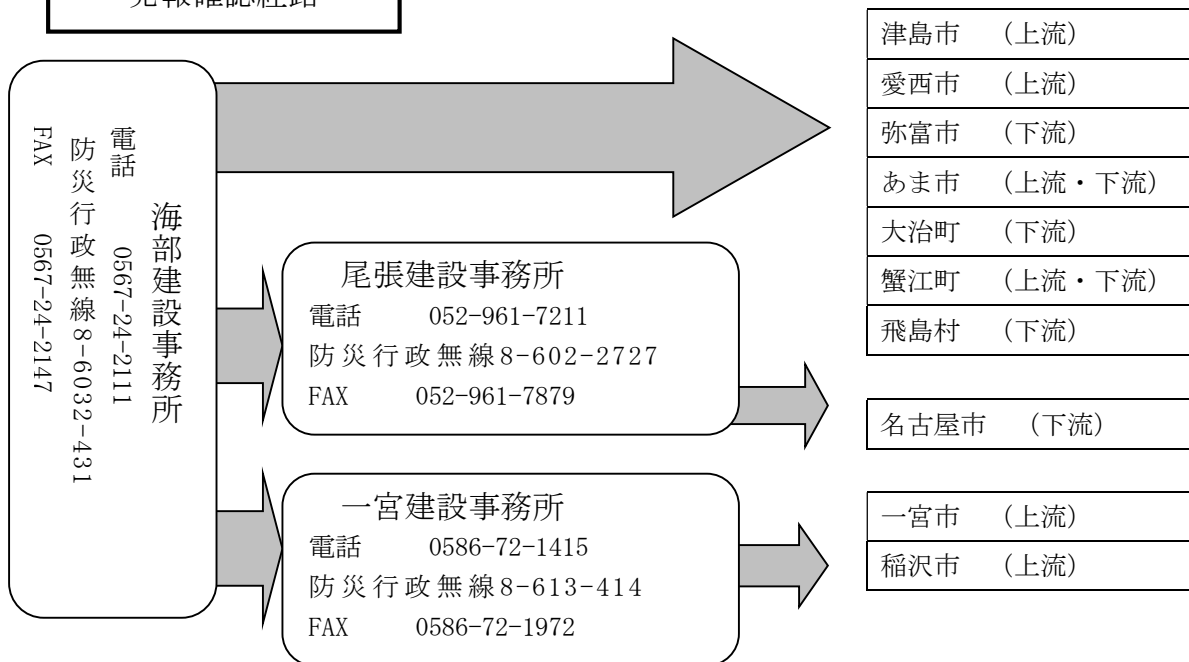 発報確認経路
海部建設事務所
電話 0567-24-2111
防災行政無線8-6032-431
FAX 0567-24-2147
尾張建設事務所
電話 052-961-7211
防災行政無線8-602-2727
FAX 052-961-7879
一宮建設事務所
電話 0586-72-1415
防災行政無線8-613-414
FAX 0586-72-1972
津島市 （上流）
愛西市 （上流）
弥富市 （下流）
あま市 （上流・下流）
大治町 （下流）
蟹江町 （上流・下流）
飛島村 （下流）
名古屋市 （下流）
一宮市 （上流）
稲沢市 （上流）